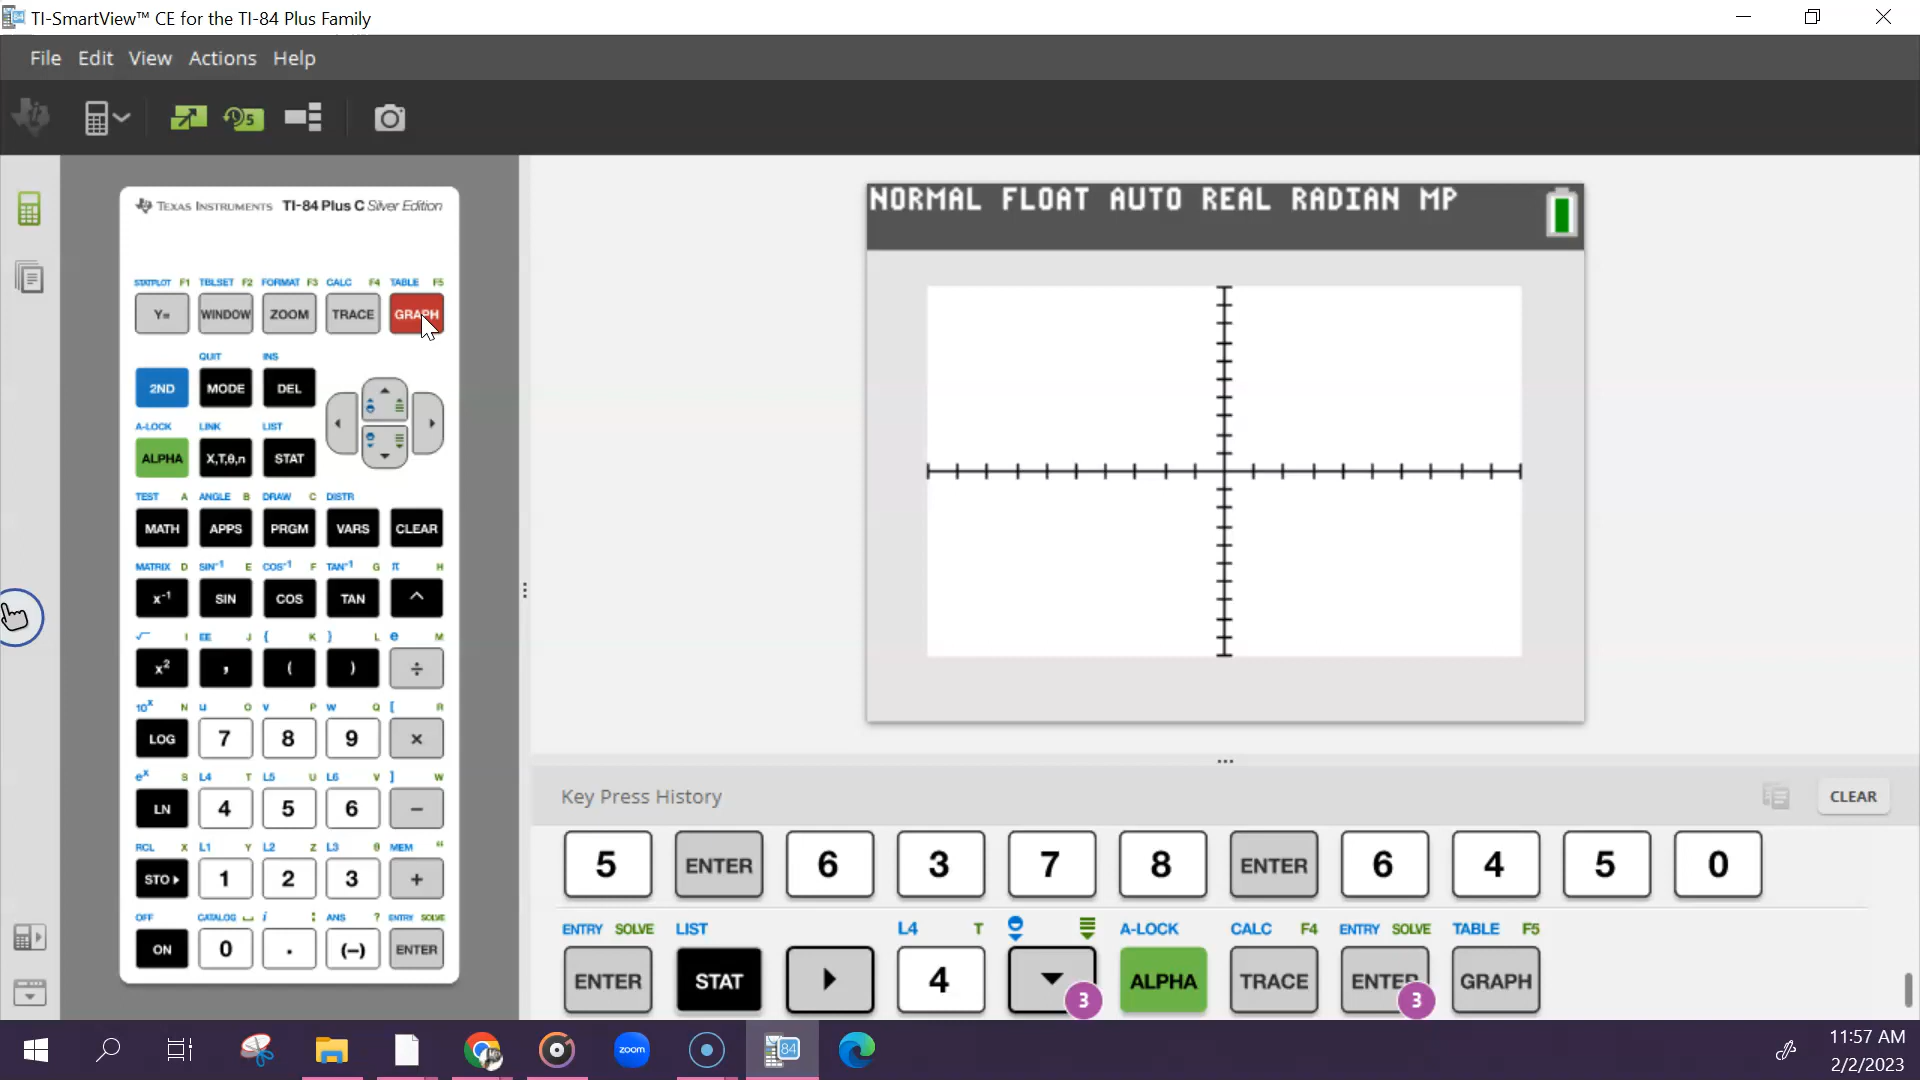 TI-SmartView™ CE for the TI-84 Plus Family
File Edit View Actions Help
5
TEXAS INSTRUMENTS TI-84 Plus C Silver Edition
STATPLOT F1 TBLSET F2 FORMAT F3 CALC F4 TABLE F5
Y= WINDOW ZOOM TRACE GRAPH
QUIT INS
2ND MODE DEL
A-LOCK LINK LIST
ALPHA X,T,θ,n STAT
TEST A ANGLE B DRAW C DISTR
MATH APPS PRGM VARS CLEAR
MATRIX D SIN⁻¹ E COS⁻¹ F TAN⁻¹ G π H
x⁻¹ SIN COS TAN ^
√ I EE J { K } L e M
x² , ( ) ÷
10ˣ N u O v P w Q [ R
LOG 7 8 9 ×
eˣ S L4 T L5 U L6 V ] W
LN 4 5 6 −
RCL X L1 Y L2 Z L3 θ MEM "
STO▸ 1 2 3 +
OFF CATALOG i : ANS ? ENTRY SOLVE
ON 0 . (−) ENTER
NORMAL FLOAT AUTO REAL RADIAN MP
Key Press History
CLEAR
5 ENTER 6 3 7 8 ENTER 6 4 5 0
ENTRY SOLVE LIST L4 T A-LOCK CALC F4 ENTRY SOLVE TABLE F5
ENTER STAT 4 3 ALPHA TRACE ENTER 3 GRAPH
zoom
84
11:57 AM
2/2/2023